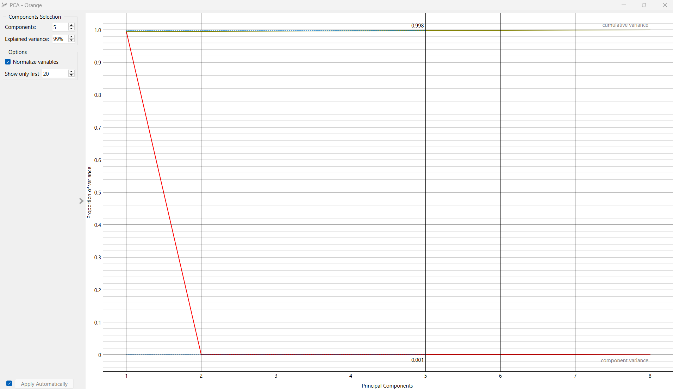 PCA - Orange
Components Selection
Components: 5
Explained variance: 99%
Options
Normalize variables
Show only first 20
Apply Automatically
cumulative variance
0.998
1.0
0.9
0.8
0.7
0.6
0.5
0.4
0.3
0.2
0.1
0
Proportion of variance
0.001
component variance
1 2 3 4 5 6 7 8
Principal Components